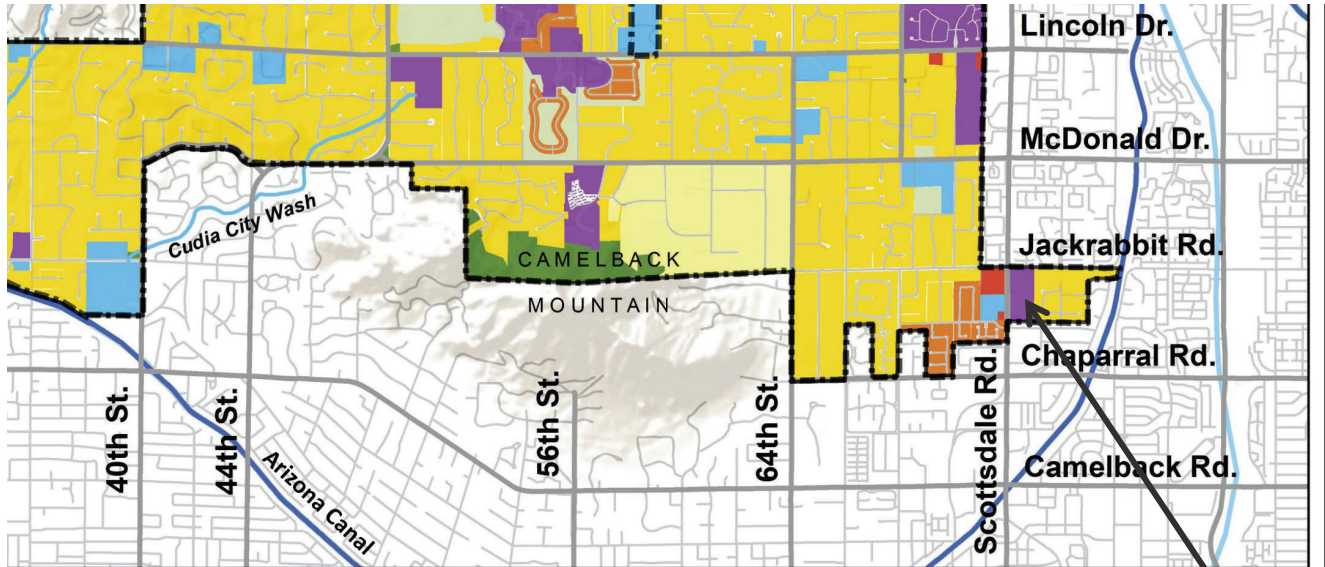 Lincoln Dr.
McDonald Dr.
Cudia City Wash
Jackrabbit Rd.
CAMELBACK
MOUNTAIN
Chaparral Rd.
40th St.
44th St.
56th St.
64th St.
Scottsdale Rd.
Camelback Rd.
Arizona Canal